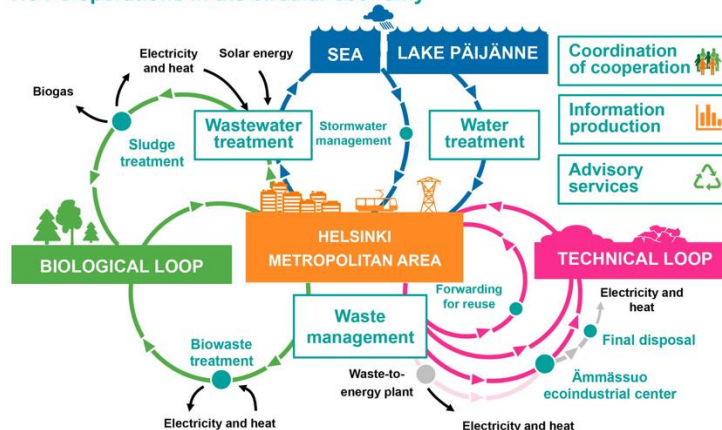 SEA
LAKE PÄIJÄNNE
Coordination
of cooperation
Information
production
Advisory
services
Electricity
and heat
Solar energy
Biogas
Sludge
treatment
Wastewater
treatment
Stormwater
management
Water
treatment
BIOLOGICAL LOOP
HELSINKI
METROPOLITAN AREA
TECHNICAL LOOP
Forwarding
for reuse
Electricity and
heat
Waste
management
Biowaste
treatment
Final disposal
Waste-to-
energy plant
Ämmässuo
ecoindustrial center
Electricity and heat
Electricity and heat